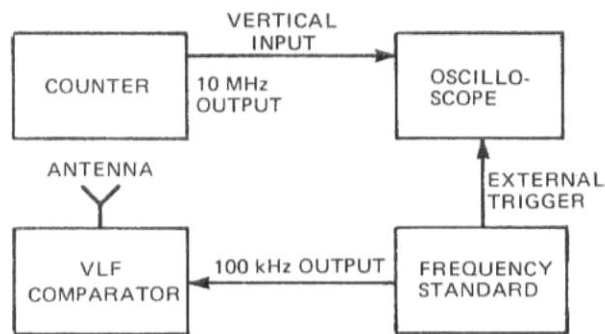 VERTICAL
INPUT
COUNTER
10 MHz
OUTPUT
OSCILLO-
SCOPE
ANTENNA
EXTERNAL
TRIGGER
VLF
COMPARATOR
100 kHz OUTPUT
FREQUENCY
STANDARD